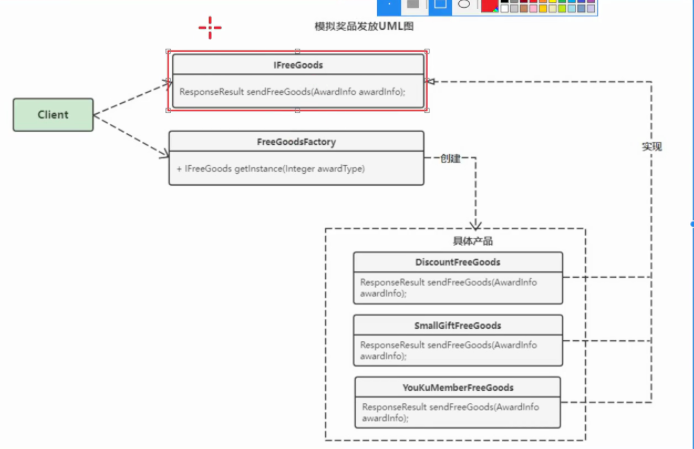 模拟奖品发放UML图
IFreeGoods
ResponseResult sendFreeGoods(AwardInfo awardInfo);
Client
FreeGoodsFactory
+ IFreeGoods getInstance(Integer awardType)
创建
实现
具体产品
DiscountFreeGoods
ResponseResult sendFreeGoods(AwardInfo
awardInfo);
SmallGiftFreeGoods
ResponseResult sendFreeGoods(AwardInfo
awardInfo);
YouKuMemberFreeGoods
ResponseResult sendFreeGoods(AwardInfo
awardInfo);